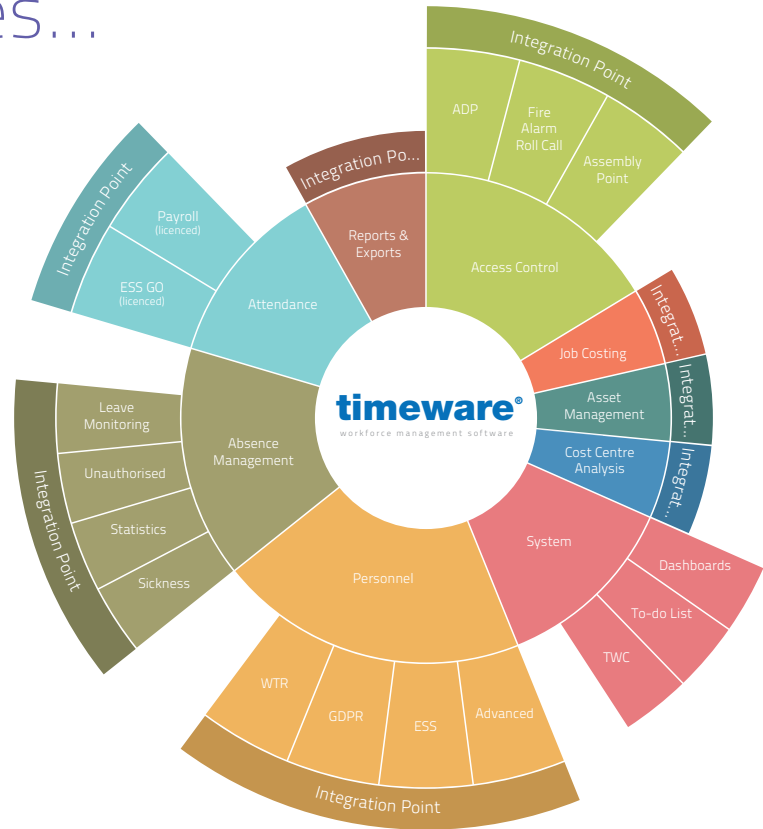 es...
Integration Point
ADP
Fire
Alarm
Roll Call
Assembly
Point
Access Control
Integrat...
Job Costing
Integrat...
Asset
Management
Integrat...
Cost Centre
Analysis
System
Dashboards
To-do List
TWC
Personnel
Advanced
ESS
GDPR
WTR
Integration Point
Absence
Management
Sickness
Statistics
Unauthorised
Leave
Monitoring
Integration Point
Attendance
ESS GO
(licenced)
Payroll
(licenced)
Integration Point
Reports &
Exports
Integration Po...
timeware®
workforce management software